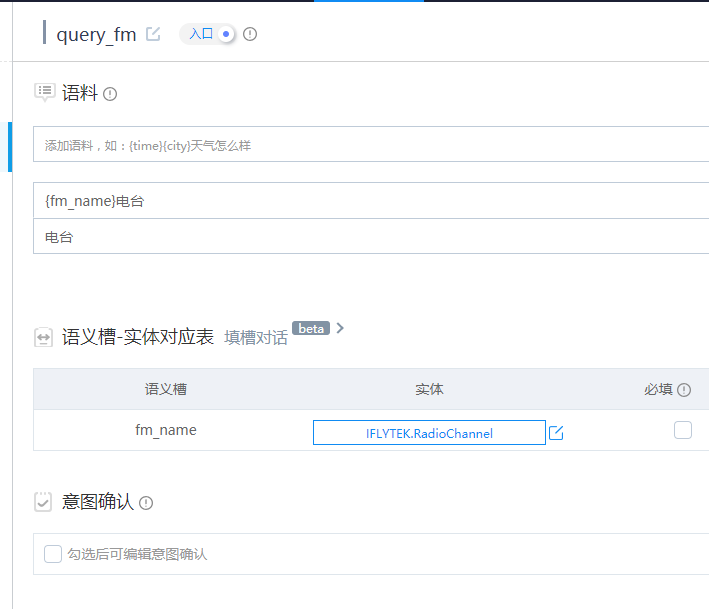 query_fm 入口
语料
添加语料，如：{time}{city}天气怎么样
{fm_name}电台
电台
语义槽-实体对应表 填槽对话 beta
语义槽 实体 必填
fm_name IFLYTEK.RadioChannel
意图确认
勾选后可编辑意图确认